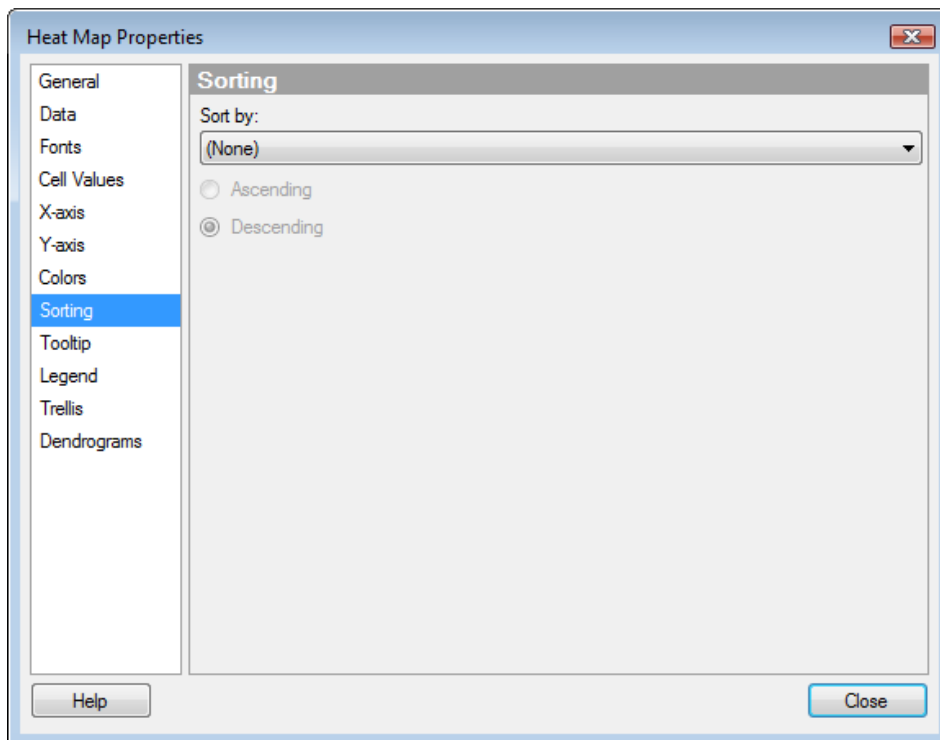 Heat Map Properties
General
Data
Fonts
Cell Values
X-axis
Y-axis
Colors
Sorting
Tooltip
Legend
Trellis
Dendrograms
Sorting
Sort by:
(None)
Ascending
Descending
Help
Close